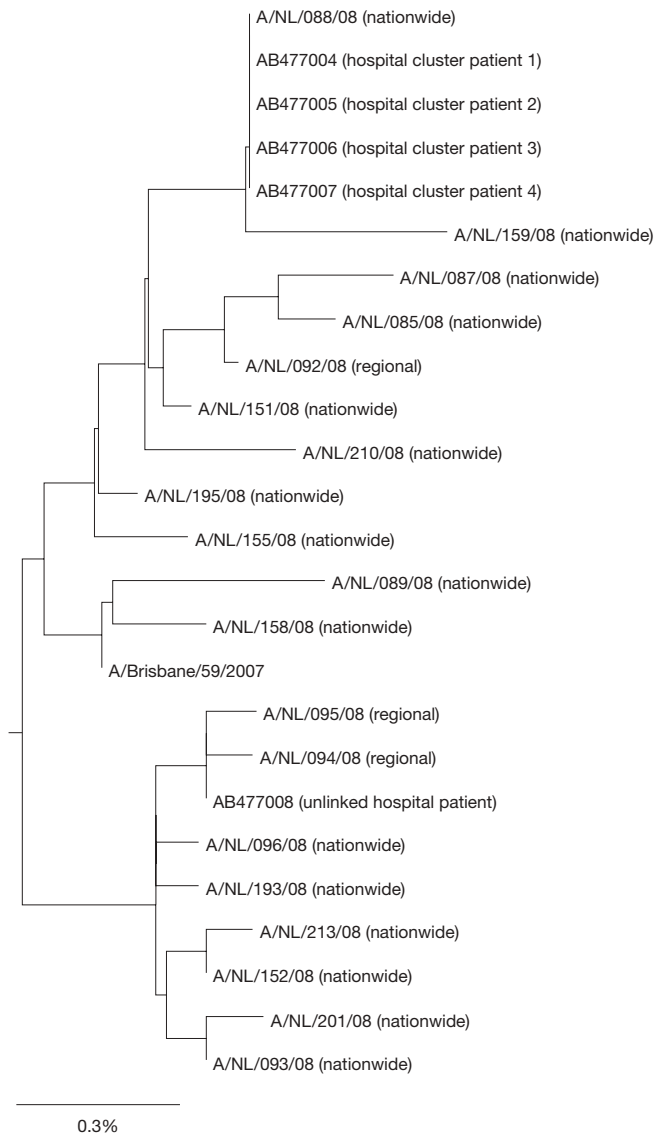 A/NL/088/08 (nationwide)
AB477004 (hospital cluster patient 1)
AB477005 (hospital cluster patient 2)
AB477006 (hospital cluster patient 3)
AB477007 (hospital cluster patient 4)
A/NL/159/08 (nationwide)
A/NL/087/08 (nationwide)
A/NL/085/08 (nationwide)
A/NL/092/08 (regional)
A/NL/151/08 (nationwide)
A/NL/210/08 (nationwide)
A/NL/195/08 (nationwide)
A/NL/155/08 (nationwide)
A/NL/089/08 (nationwide)
A/NL/158/08 (nationwide)
A/Brisbane/59/2007
A/NL/095/08 (regional)
A/NL/094/08 (regional)
AB477008 (unlinked hospital patient)
A/NL/096/08 (nationwide)
A/NL/193/08 (nationwide)
A/NL/213/08 (nationwide)
A/NL/152/08 (nationwide)
A/NL/201/08 (nationwide)
A/NL/093/08 (nationwide)
0.3%